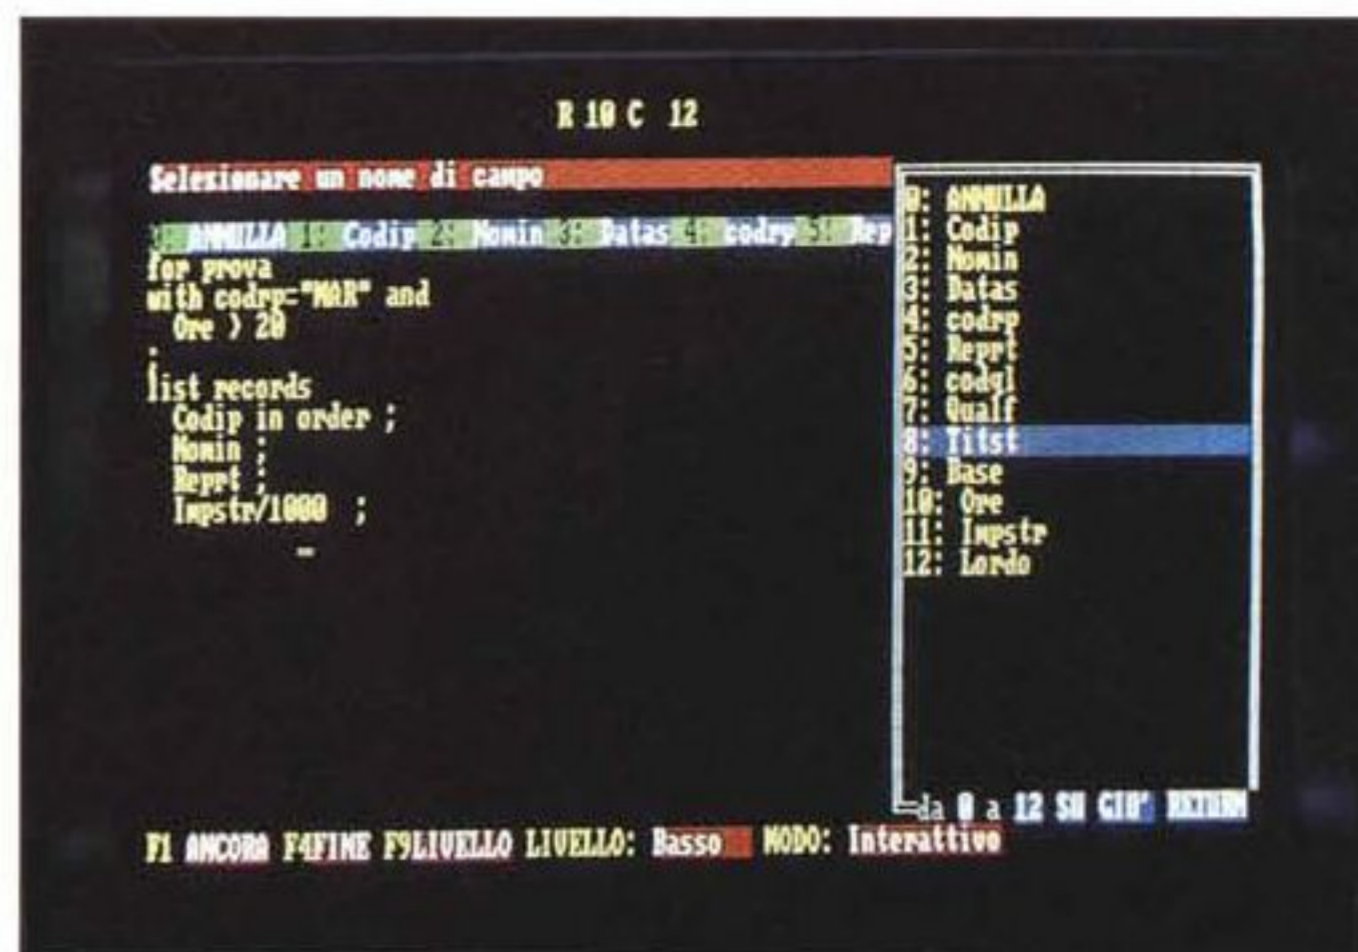 R 10 C 12
Selezionare un nome di campo
0: ANNULLA 1: Codip 2: Nomin 3: Datas 4: codrp 5: Rep
for prova
with codrp="MAR" and
Ore > 20
.
list records
Codip in order ;
Nomin ;
Reprt ;
Impstr/1000 ;
_
0: ANNULLA
1: Codip
2: Nomin
3: Datas
4: codrp
5: Reprt
6: codql
7: Qualf
8: Titst
9: Base
10: Ore
11: Impstr
12: Lordo
da 0 a 12 SU GIU' RETURN
F1 ANCORA F4FINE F9LIVELLO LIVELLO: Basso MODO: Interattivo